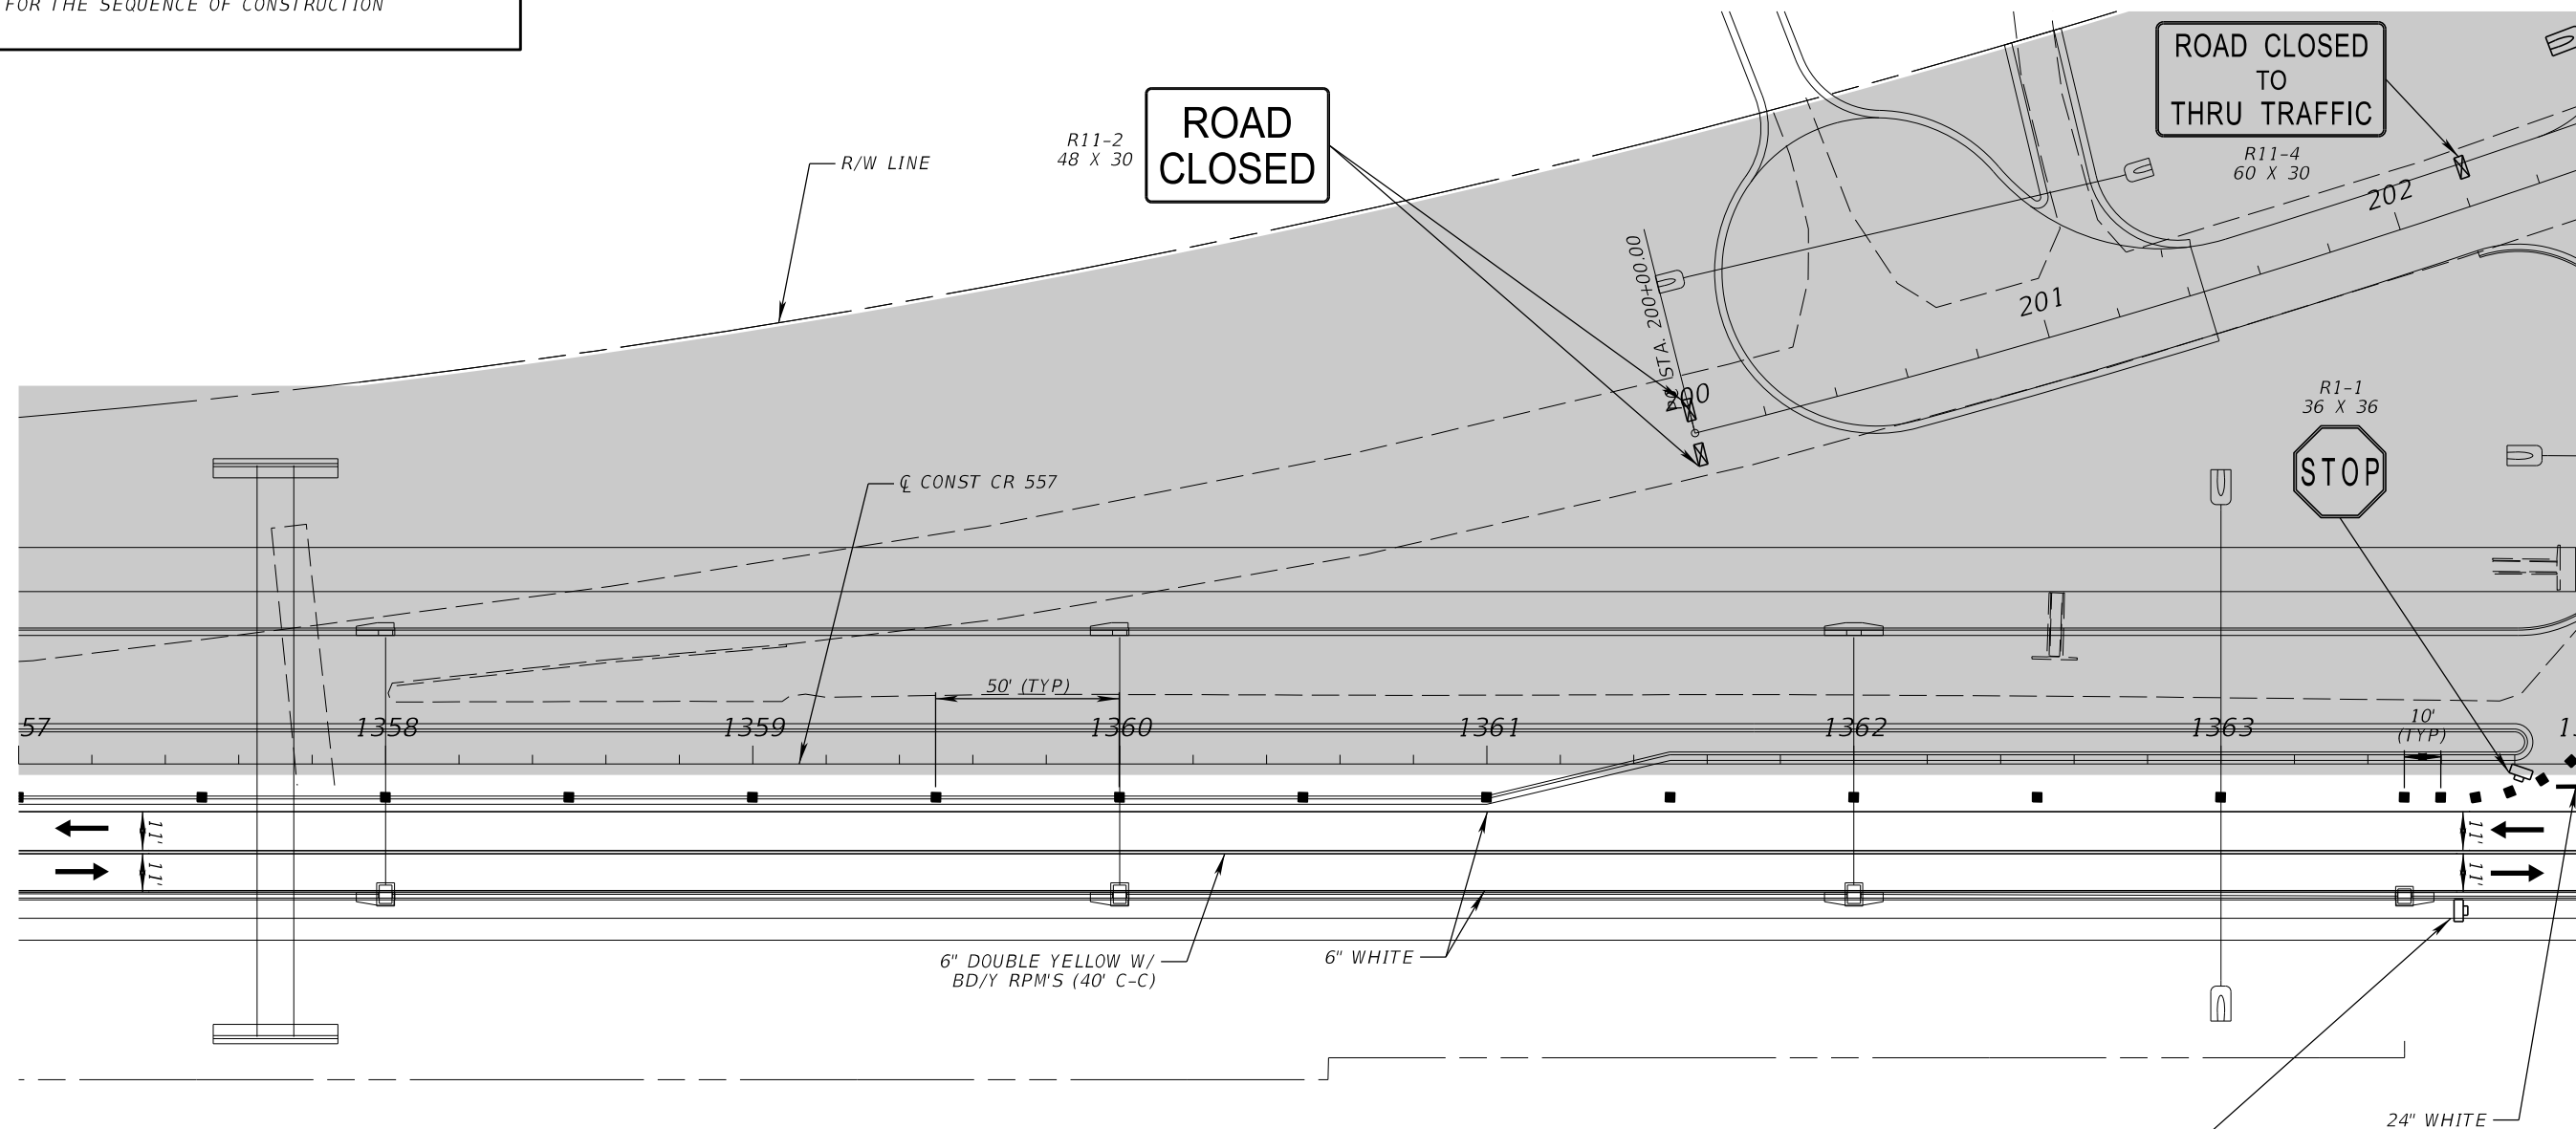 FOR THE SEQUENCE OF CONSTRUCTION
ROAD CLOSED
TO
THRU TRAFFIC
R11-4
60 X 30
ROAD
CLOSED
R11-2
48 X 30
R/W LINE
202
201
STA. 200+00.00
R1-1
36 X 36
STOP
℄ CONST CR 557
50' (TYP)
10'
(TYP)
57
1358
1359
1360
1361
1362
1363
11'
11'
11'
11'
6" DOUBLE YELLOW W/
BD/Y RPM'S (40' C-C)
6" WHITE
24" WHITE